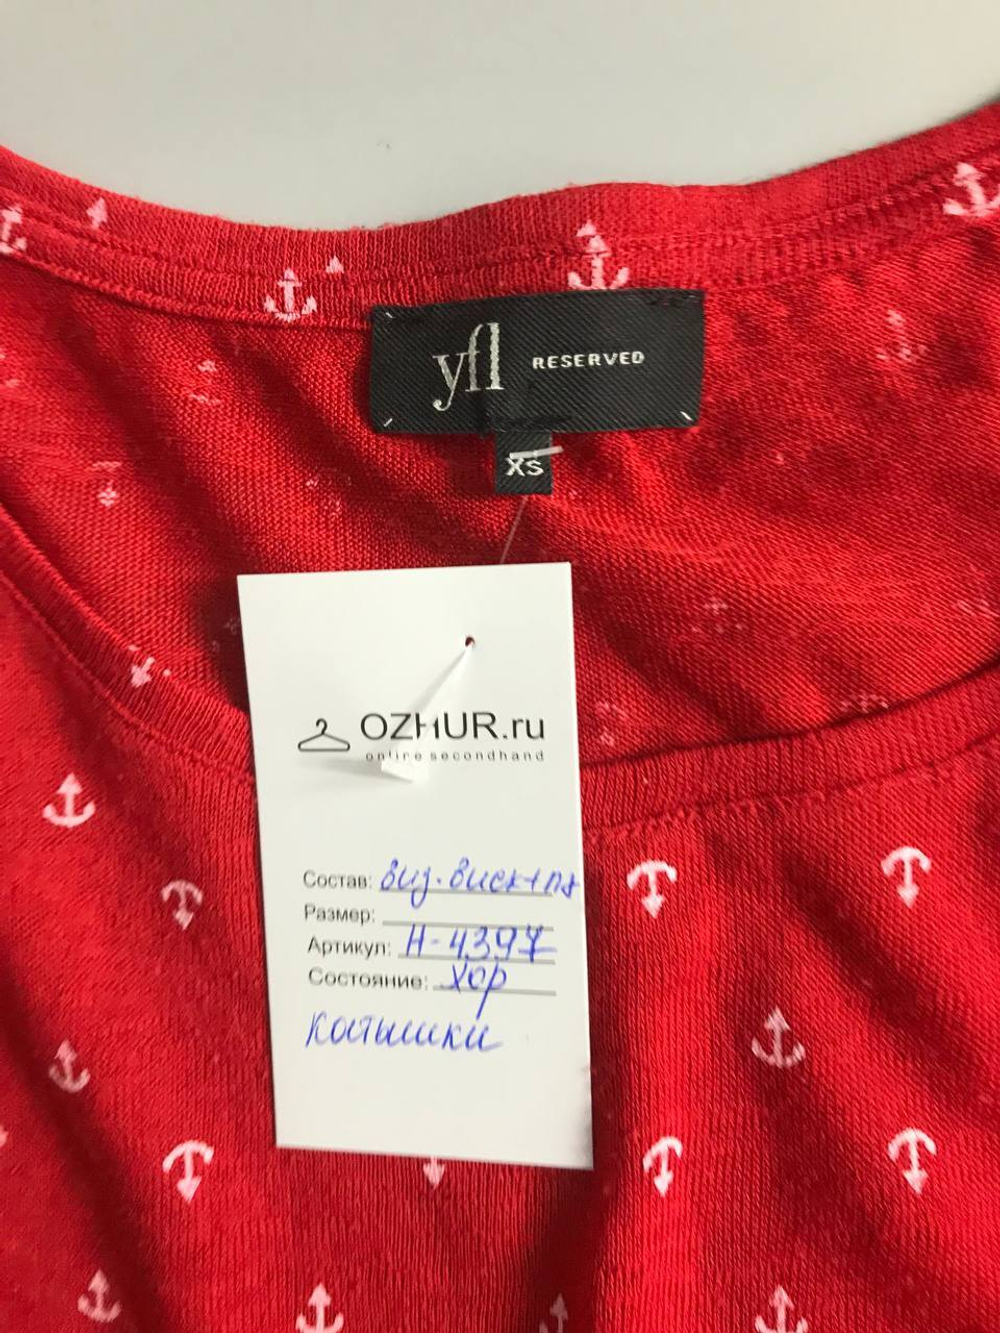 yfl RESERVED
XS
OZHUR.ru
online secondhand
Состав: виз. виск+пэ
Размер:
Артикул: Н-4397
Состояние: хор
катышки